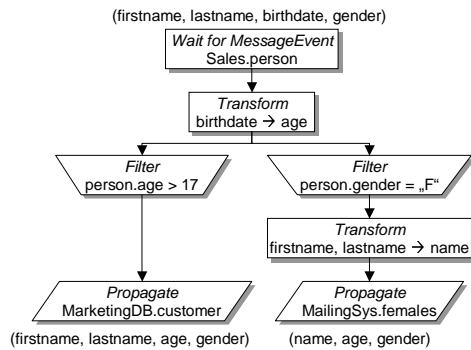 (firstname, lastname, birthdate, gender)
Wait for MessageEvent
Sales.person
Transform
birthdate → age
Filter
person.age > 17
Filter
person.gender = „F“
Transform
firstname, lastname → name
Propagate
MarketingDB.customer
Propagate
MailingSys.females
(firstname, lastname, age, gender)
(name, age, gender)